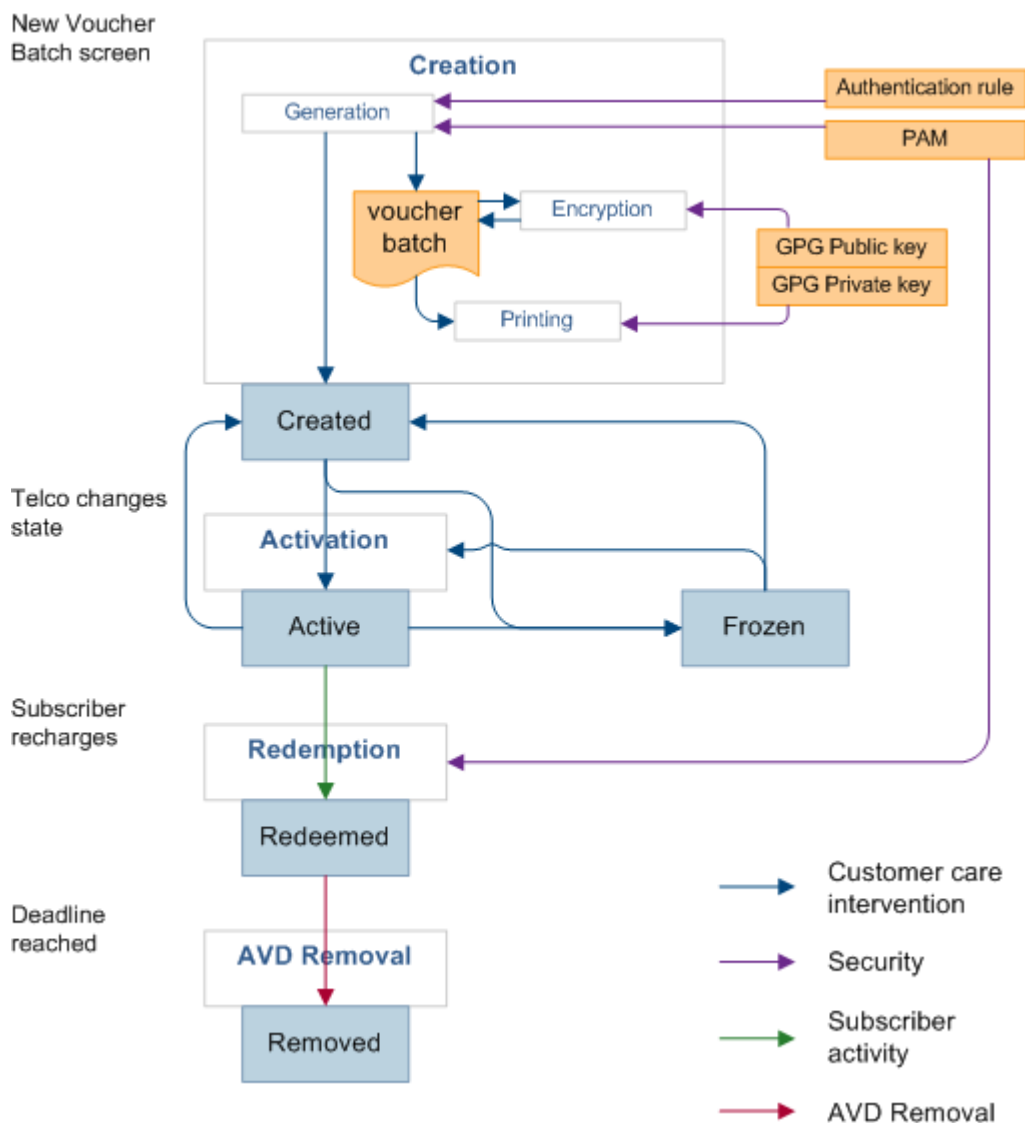 New Voucher
Batch screen
Creation
Generation
Authentication rule
PAM
voucher
batch
Encryption
GPG Public key
GPG Private key
Printing
Created
Telco changes
state
Activation
Active
Frozen
Subscriber
recharges
Redemption
Redeemed
Deadline
reached
AVD Removal
Removed
Customer care
intervention
Security
Subscriber
activity
AVD Removal